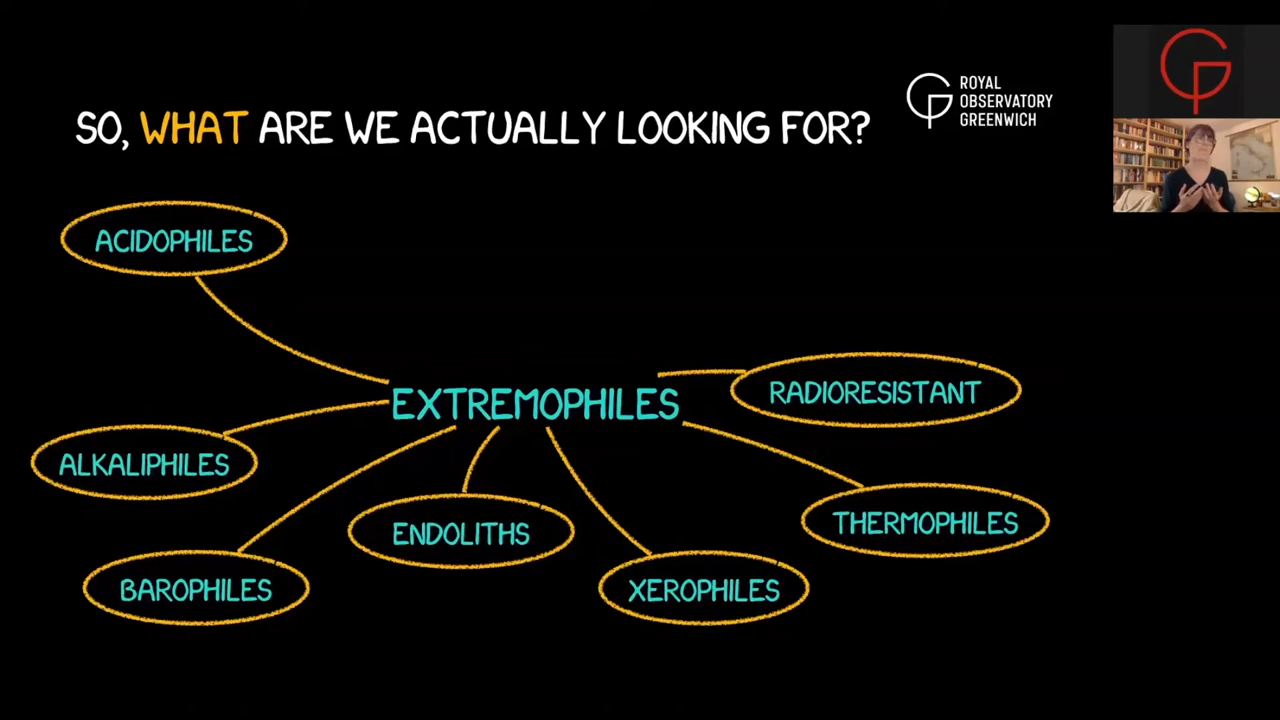 SO, WHAT ARE WE ACTUALLY LOOKING FOR?
ROYAL
OBSERVATORY
GREENWICH
ACIDOPHILES
EXTREMOPHILES
RADIORESISTANT
ALKALIPHILES
ENDOLITHS
THERMOPHILES
BAROPHILES
XEROPHILES